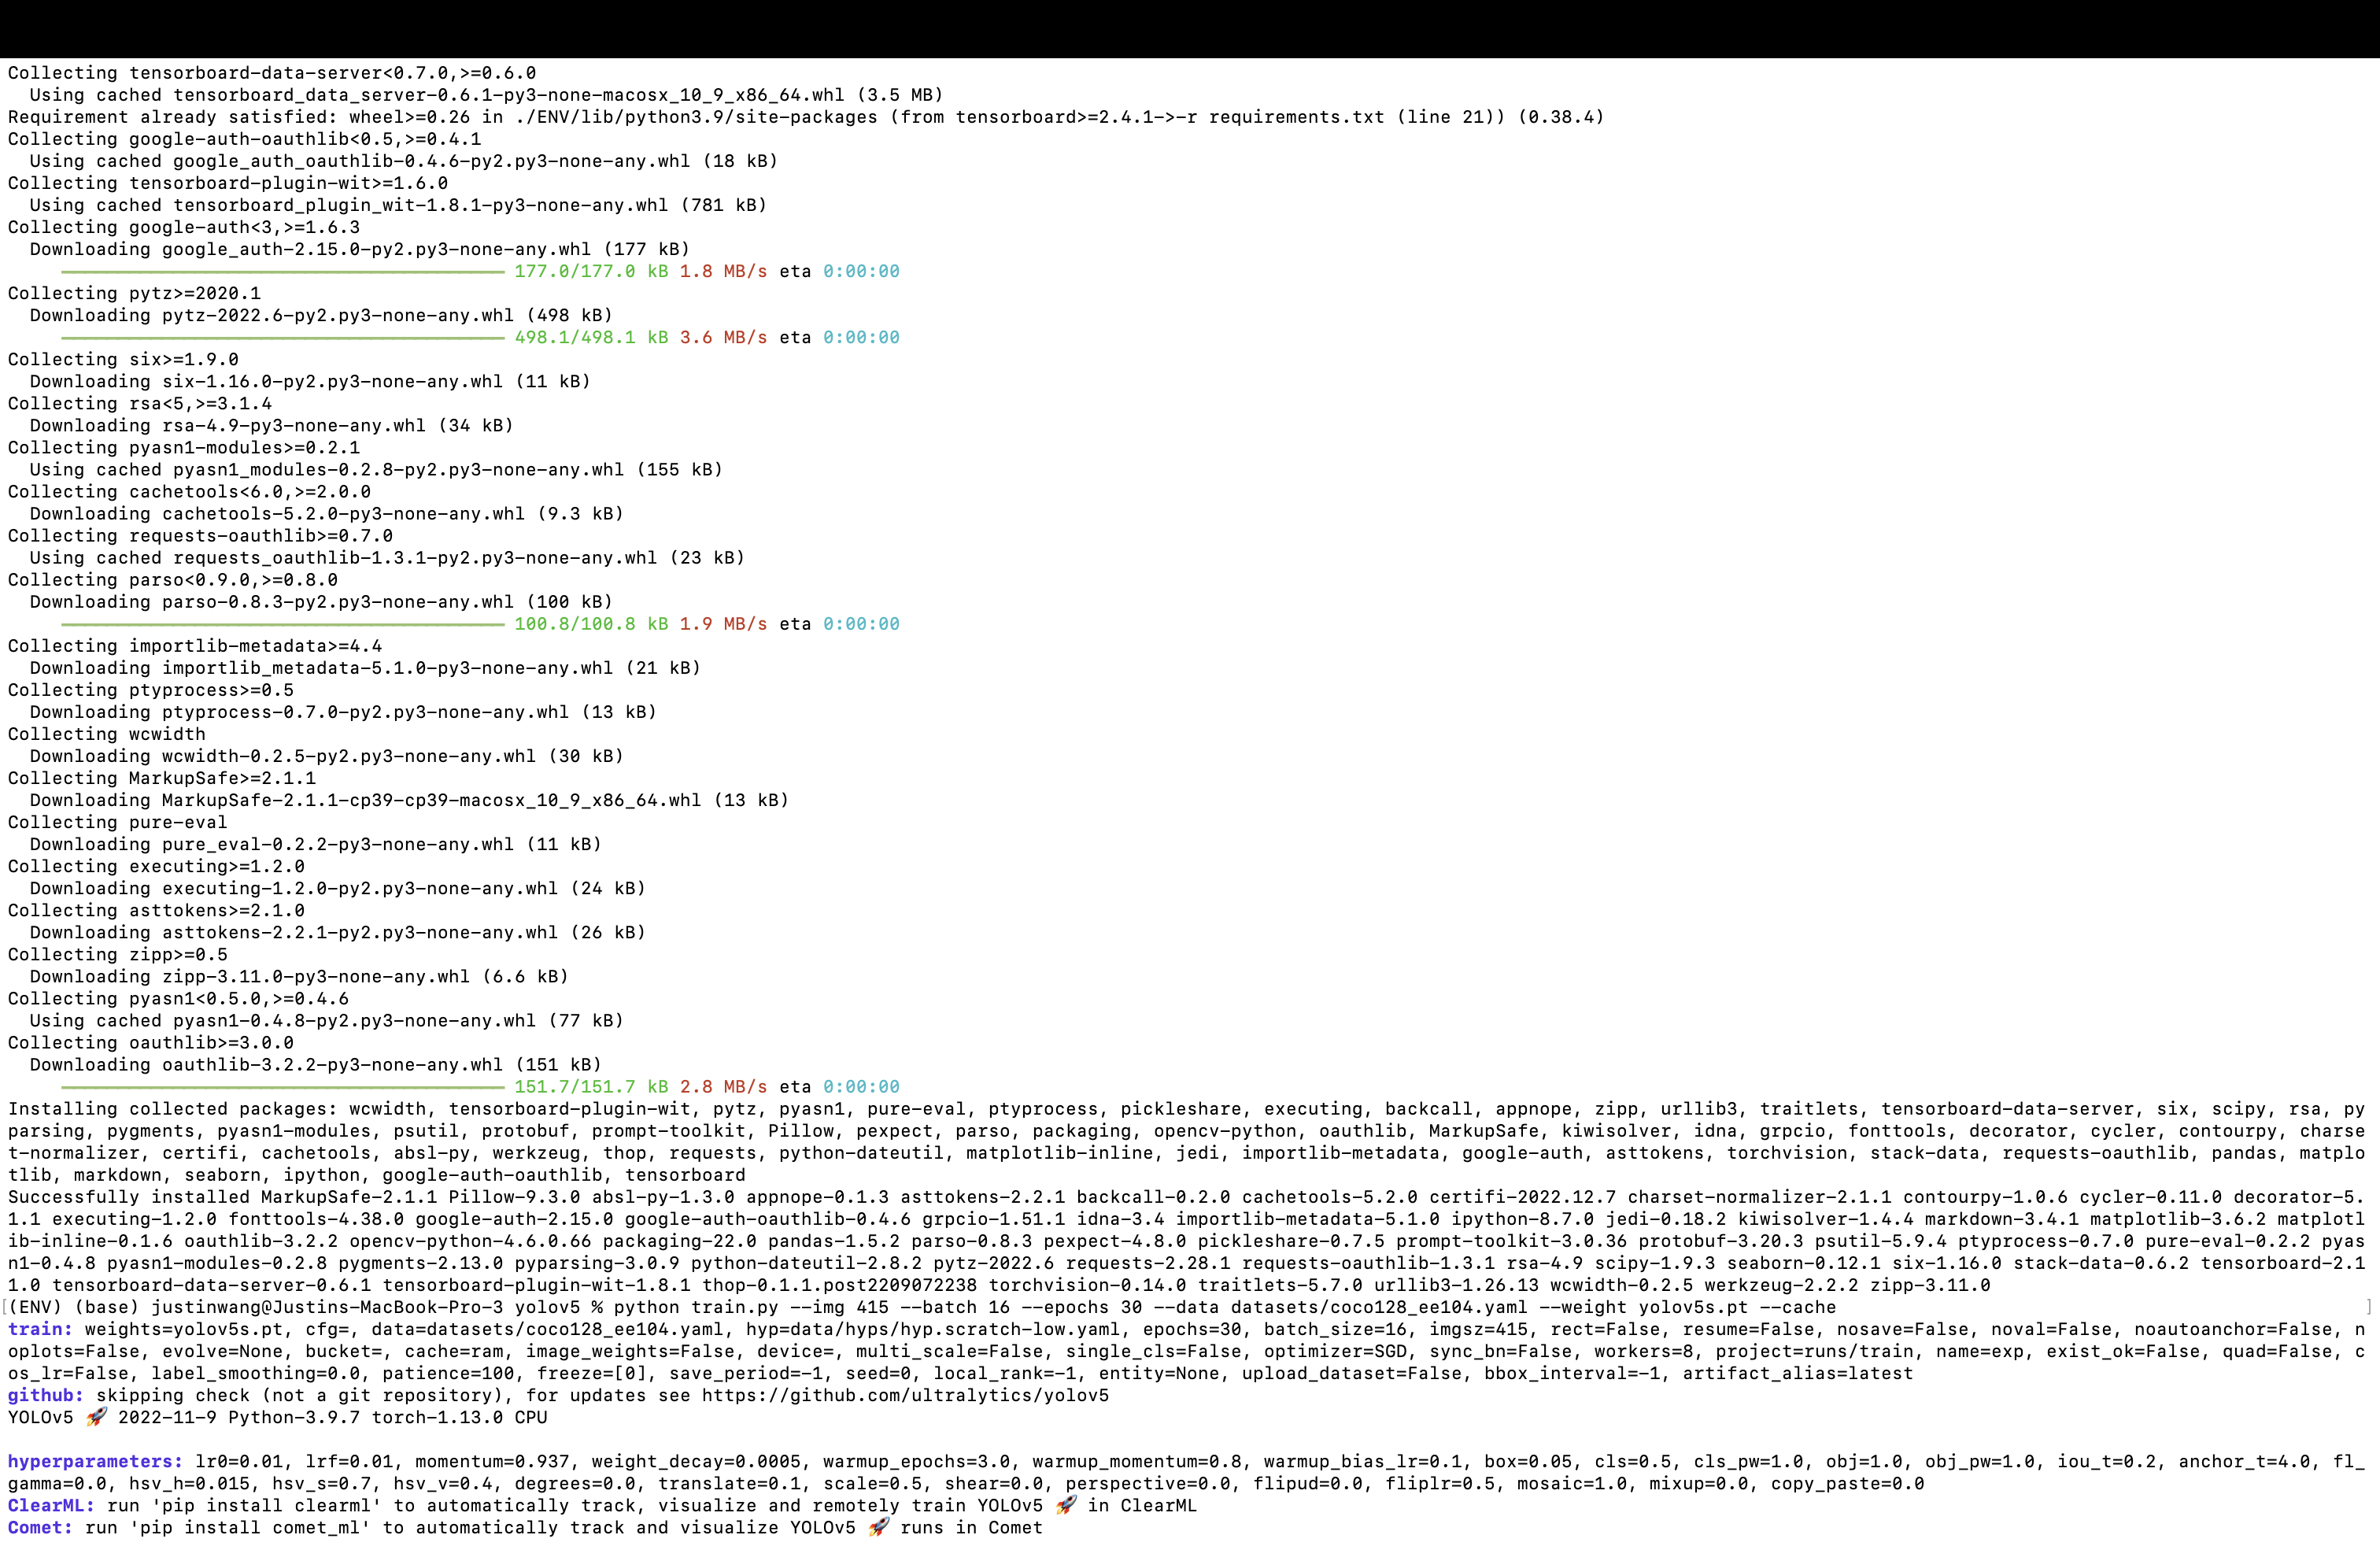 Collecting tensorboard-data-server<0.7.0,>=0.6.0
  Using cached tensorboard_data_server-0.6.1-py3-none-macosx_10_9_x86_64.whl (3.5 MB)
Requirement already satisfied: wheel>=0.26 in ./ENV/lib/python3.9/site-packages (from tensorboard>=2.4.1->-r requirements.txt (line 21)) (0.38.4)
Collecting google-auth-oauthlib<0.5,>=0.4.1
  Using cached google_auth_oauthlib-0.4.6-py2.py3-none-any.whl (18 kB)
Collecting tensorboard-plugin-wit>=1.6.0
  Using cached tensorboard_plugin_wit-1.8.1-py3-none-any.whl (781 kB)
Collecting google-auth<3,>=1.6.3
  Downloading google_auth-2.15.0-py2.py3-none-any.whl (177 kB)
177.0/177.0 kB 1.8 MB/s eta 0:00:00
Collecting pytz>=2020.1
  Downloading pytz-2022.6-py2.py3-none-any.whl (498 kB)
498.1/498.1 kB 3.6 MB/s eta 0:00:00
Collecting six>=1.9.0
  Downloading six-1.16.0-py2.py3-none-any.whl (11 kB)
Collecting rsa<5,>=3.1.4
  Downloading rsa-4.9-py3-none-any.whl (34 kB)
Collecting pyasn1-modules>=0.2.1
  Using cached pyasn1_modules-0.2.8-py2.py3-none-any.whl (155 kB)
Collecting cachetools<6.0,>=2.0.0
  Downloading cachetools-5.2.0-py3-none-any.whl (9.3 kB)
Collecting requests-oauthlib>=0.7.0
  Using cached requests_oauthlib-1.3.1-py2.py3-none-any.whl (23 kB)
Collecting parso<0.9.0,>=0.8.0
  Downloading parso-0.8.3-py2.py3-none-any.whl (100 kB)
100.8/100.8 kB 1.9 MB/s eta 0:00:00
Collecting importlib-metadata>=4.4
  Downloading importlib_metadata-5.1.0-py3-none-any.whl (21 kB)
Collecting ptyprocess>=0.5
  Downloading ptyprocess-0.7.0-py2.py3-none-any.whl (13 kB)
Collecting wcwidth
  Downloading wcwidth-0.2.5-py2.py3-none-any.whl (30 kB)
Collecting MarkupSafe>=2.1.1
  Downloading MarkupSafe-2.1.1-cp39-cp39-macosx_10_9_x86_64.whl (13 kB)
Collecting pure-eval
  Downloading pure_eval-0.2.2-py3-none-any.whl (11 kB)
Collecting executing>=1.2.0
  Downloading executing-1.2.0-py2.py3-none-any.whl (24 kB)
Collecting asttokens>=2.1.0
  Downloading asttokens-2.2.1-py2.py3-none-any.whl (26 kB)
Collecting zipp>=0.5
  Downloading zipp-3.11.0-py3-none-any.whl (6.6 kB)
Collecting pyasn1<0.5.0,>=0.4.6
  Using cached pyasn1-0.4.8-py2.py3-none-any.whl (77 kB)
Collecting oauthlib>=3.0.0
  Downloading oauthlib-3.2.2-py3-none-any.whl (151 kB)
151.7/151.7 kB 2.8 MB/s eta 0:00:00
Installing collected packages: wcwidth, tensorboard-plugin-wit, pytz, pyasn1, pure-eval, ptyprocess, pickleshare, executing, backcall, appnope, zipp, urllib3, traitlets, tensorboard-data-server, six, scipy, rsa, py
parsing, pygments, pyasn1-modules, psutil, protobuf, prompt-toolkit, Pillow, pexpect, parso, packaging, opencv-python, oauthlib, MarkupSafe, kiwisolver, idna, grpcio, fonttools, decorator, cycler, contourpy, charse
t-normalizer, certifi, cachetools, absl-py, werkzeug, thop, requests, python-dateutil, matplotlib-inline, jedi, importlib-metadata, google-auth, asttokens, torchvision, stack-data, requests-oauthlib, pandas, matplo
tlib, markdown, seaborn, ipython, google-auth-oauthlib, tensorboard
Successfully installed MarkupSafe-2.1.1 Pillow-9.3.0 absl-py-1.3.0 appnope-0.1.3 asttokens-2.2.1 backcall-0.2.0 cachetools-5.2.0 certifi-2022.12.7 charset-normalizer-2.1.1 contourpy-1.0.6 cycler-0.11.0 decorator-5.
1.1 executing-1.2.0 fonttools-4.38.0 google-auth-2.15.0 google-auth-oauthlib-0.4.6 grpcio-1.51.1 idna-3.4 importlib-metadata-5.1.0 ipython-8.7.0 jedi-0.18.2 kiwisolver-1.4.4 markdown-3.4.1 matplotlib-3.6.2 matplotl
ib-inline-0.1.6 oauthlib-3.2.2 opencv-python-4.6.0.66 packaging-22.0 pandas-1.5.2 parso-0.8.3 pexpect-4.8.0 pickleshare-0.7.5 prompt-toolkit-3.0.36 protobuf-3.20.3 psutil-5.9.4 ptyprocess-0.7.0 pure-eval-0.2.2 pyas
n1-0.4.8 pyasn1-modules-0.2.8 pygments-2.13.0 pyparsing-3.0.9 python-dateutil-2.8.2 pytz-2022.6 requests-2.28.1 requests-oauthlib-1.3.1 rsa-4.9 scipy-1.9.3 seaborn-0.12.1 six-1.16.0 stack-data-0.6.2 tensorboard-2.1
1.0 tensorboard-data-server-0.6.1 tensorboard-plugin-wit-1.8.1 thop-0.1.1.post2209072238 torchvision-0.14.0 traitlets-5.7.0 urllib3-1.26.13 wcwidth-0.2.5 werkzeug-2.2.2 zipp-3.11.0
[(ENV) (base) justinwang@Justins-MacBook-Pro-3 yolov5 % python train.py --img 415 --batch 16 --epochs 30 --data datasets/coco128_ee104.yaml --weight yolov5s.pt --cache ]
train: weights=yolov5s.pt, cfg=, data=datasets/coco128_ee104.yaml, hyp=data/hyps/hyp.scratch-low.yaml, epochs=30, batch_size=16, imgsz=415, rect=False, resume=False, nosave=False, noval=False, noautoanchor=False, n
oplots=False, evolve=None, bucket=, cache=ram, image_weights=False, device=, multi_scale=False, single_cls=False, optimizer=SGD, sync_bn=False, workers=8, project=runs/train, name=exp, exist_ok=False, quad=False, c
os_lr=False, label_smoothing=0.0, patience=100, freeze=[0], save_period=-1, seed=0, local_rank=-1, entity=None, upload_dataset=False, bbox_interval=-1, artifact_alias=latest
github: skipping check (not a git repository), for updates see https://github.com/ultralytics/yolov5
YOLOv5 🚀 2022-11-9 Python-3.9.7 torch-1.13.0 CPU
hyperparameters: lr0=0.01, lrf=0.01, momentum=0.937, weight_decay=0.0005, warmup_epochs=3.0, warmup_momentum=0.8, warmup_bias_lr=0.1, box=0.05, cls=0.5, cls_pw=1.0, obj=1.0, obj_pw=1.0, iou_t=0.2, anchor_t=4.0, fl_
gamma=0.0, hsv_h=0.015, hsv_s=0.7, hsv_v=0.4, degrees=0.0, translate=0.1, scale=0.5, shear=0.0, perspective=0.0, flipud=0.0, fliplr=0.5, mosaic=1.0, mixup=0.0, copy_paste=0.0
ClearML: run 'pip install clearml' to automatically track, visualize and remotely train YOLOv5 🚀 in ClearML
Comet: run 'pip install comet_ml' to automatically track and visualize YOLOv5 🚀 runs in Comet